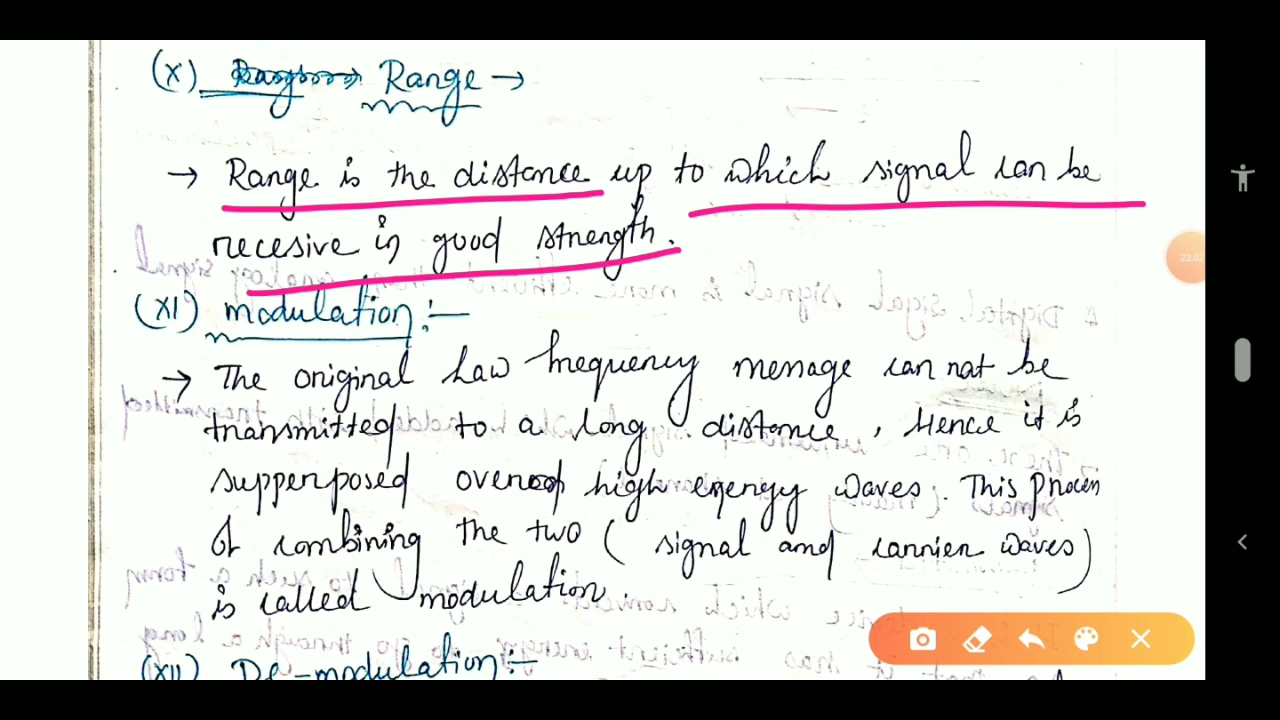 (X) Range →
→ Range is the distance up to which signal can be
recesive in good strength.
(XI) modulation :—
→ The original Law frequency message can not be
transmitted to a long distance, Hence it is
supperposed over high energy waves. This process
of combining the two (signal and carrier waves)
is called modulation.
(XII) De-modulation :—
23:02